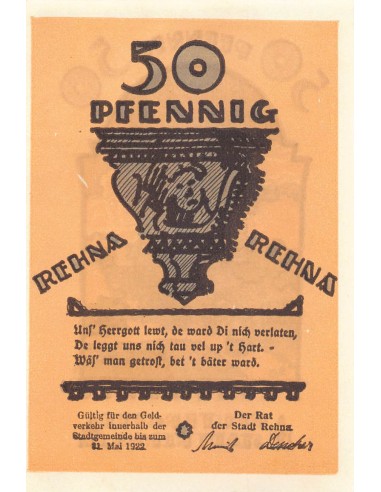 50
PFENNIG
REHNA
REHNA
Uns' Herrgott lewt, de ward Di nich verlaten,
De leggt uns nich tau vel up 't Hart. -
Wäs' man getrost, bet 't bäter ward.
Gültig für den Geld-
verkehr innerhalb der
Stadtgemeinde bis zum
31. Mai 1922
Der Rat
der Stadt Rehna.